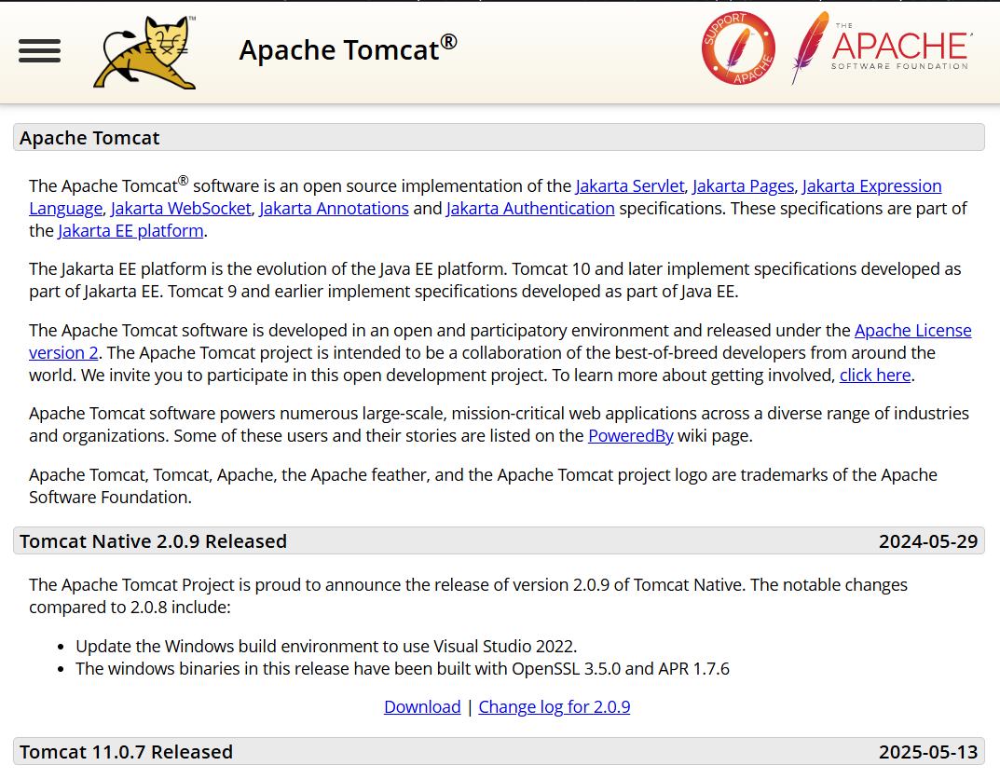 Apache Tomcat®
SUPPORT
APACHE
THE
APACHE
SOFTWARE FOUNDATION
Apache Tomcat
The Apache Tomcat® software is an open source implementation of the Jakarta Servlet, Jakarta Pages, Jakarta Expression
Language, Jakarta WebSocket, Jakarta Annotations and Jakarta Authentication specifications. These specifications are part of
the Jakarta EE platform.
The Jakarta EE platform is the evolution of the Java EE platform. Tomcat 10 and later implement specifications developed as
part of Jakarta EE. Tomcat 9 and earlier implement specifications developed as part of Java EE.
The Apache Tomcat software is developed in an open and participatory environment and released under the Apache License
version 2. The Apache Tomcat project is intended to be a collaboration of the best-of-breed developers from around the
world. We invite you to participate in this open development project. To learn more about getting involved, click here.
Apache Tomcat software powers numerous large-scale, mission-critical web applications across a diverse range of industries
and organizations. Some of these users and their stories are listed on the PoweredBy wiki page.
Apache Tomcat, Tomcat, Apache, the Apache feather, and the Apache Tomcat project logo are trademarks of the Apache
Software Foundation.
Tomcat Native 2.0.9 Released 2024-05-29
The Apache Tomcat Project is proud to announce the release of version 2.0.9 of Tomcat Native. The notable changes
compared to 2.0.8 include:
• Update the Windows build environment to use Visual Studio 2022.
• The windows binaries in this release have been built with OpenSSL 3.5.0 and APR 1.7.6
Download | Change log for 2.0.9
Tomcat 11.0.7 Released 2025-05-13